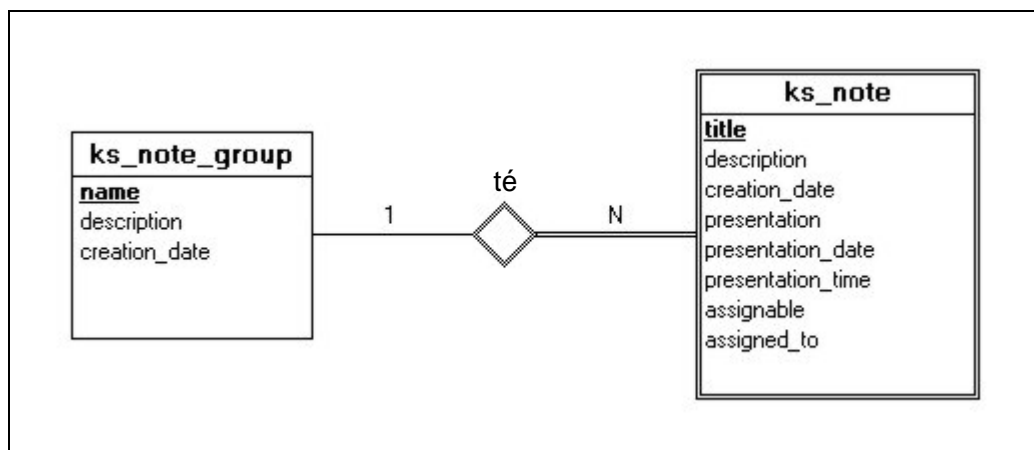 ks_note_group
name
description
creation_date
1
té
N
ks_note
title
description
creation_date
presentation
presentation_date
presentation_time
assignable
assigned_to